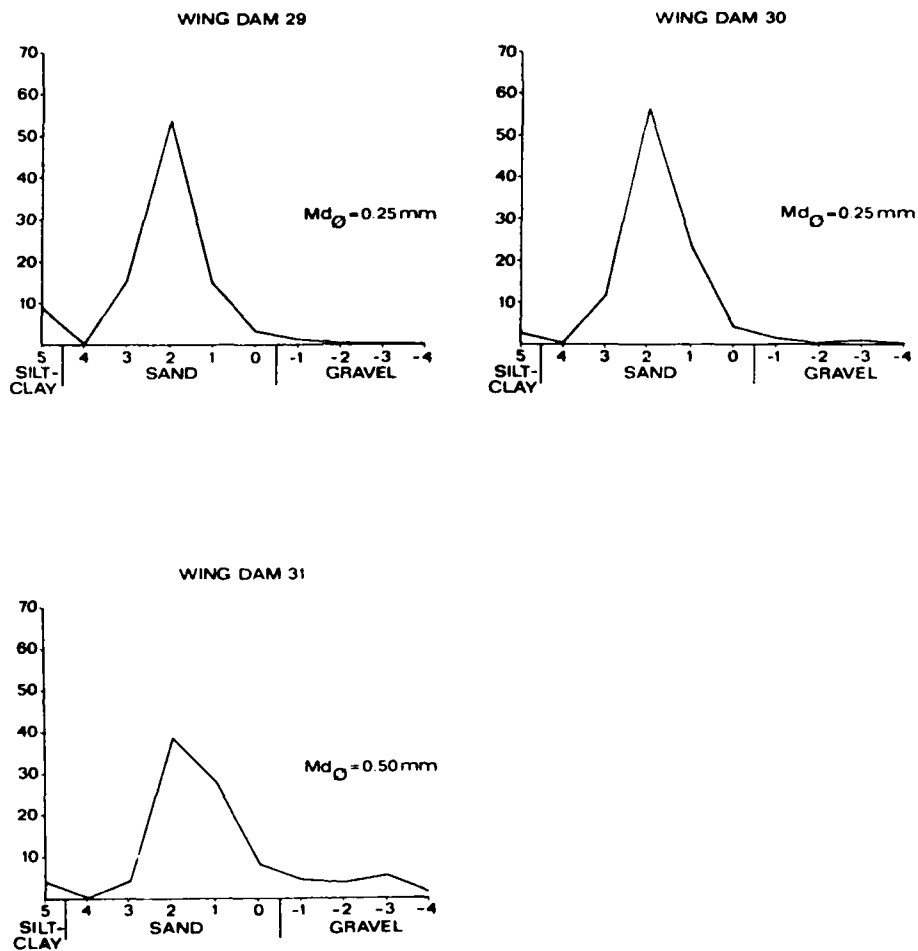 WING DAM 29
70
60
50
40
30
20
10
Md∅=0.25mm
5 4 3 2 1 0 -1 -2 -3 -4
SILT-CLAY SAND GRAVEL
WING DAM 30
70
60
50
40
30
20
10
Md∅=0.25mm
5 4 3 2 1 0 -1 -2 -3 -4
SILT-CLAY SAND GRAVEL
WING DAM 31
70
60
50
40
30
20
10
Md∅=0.50mm
5 4 3 2 1 0 -1 -2 -3 -4
SILT-CLAY SAND GRAVEL